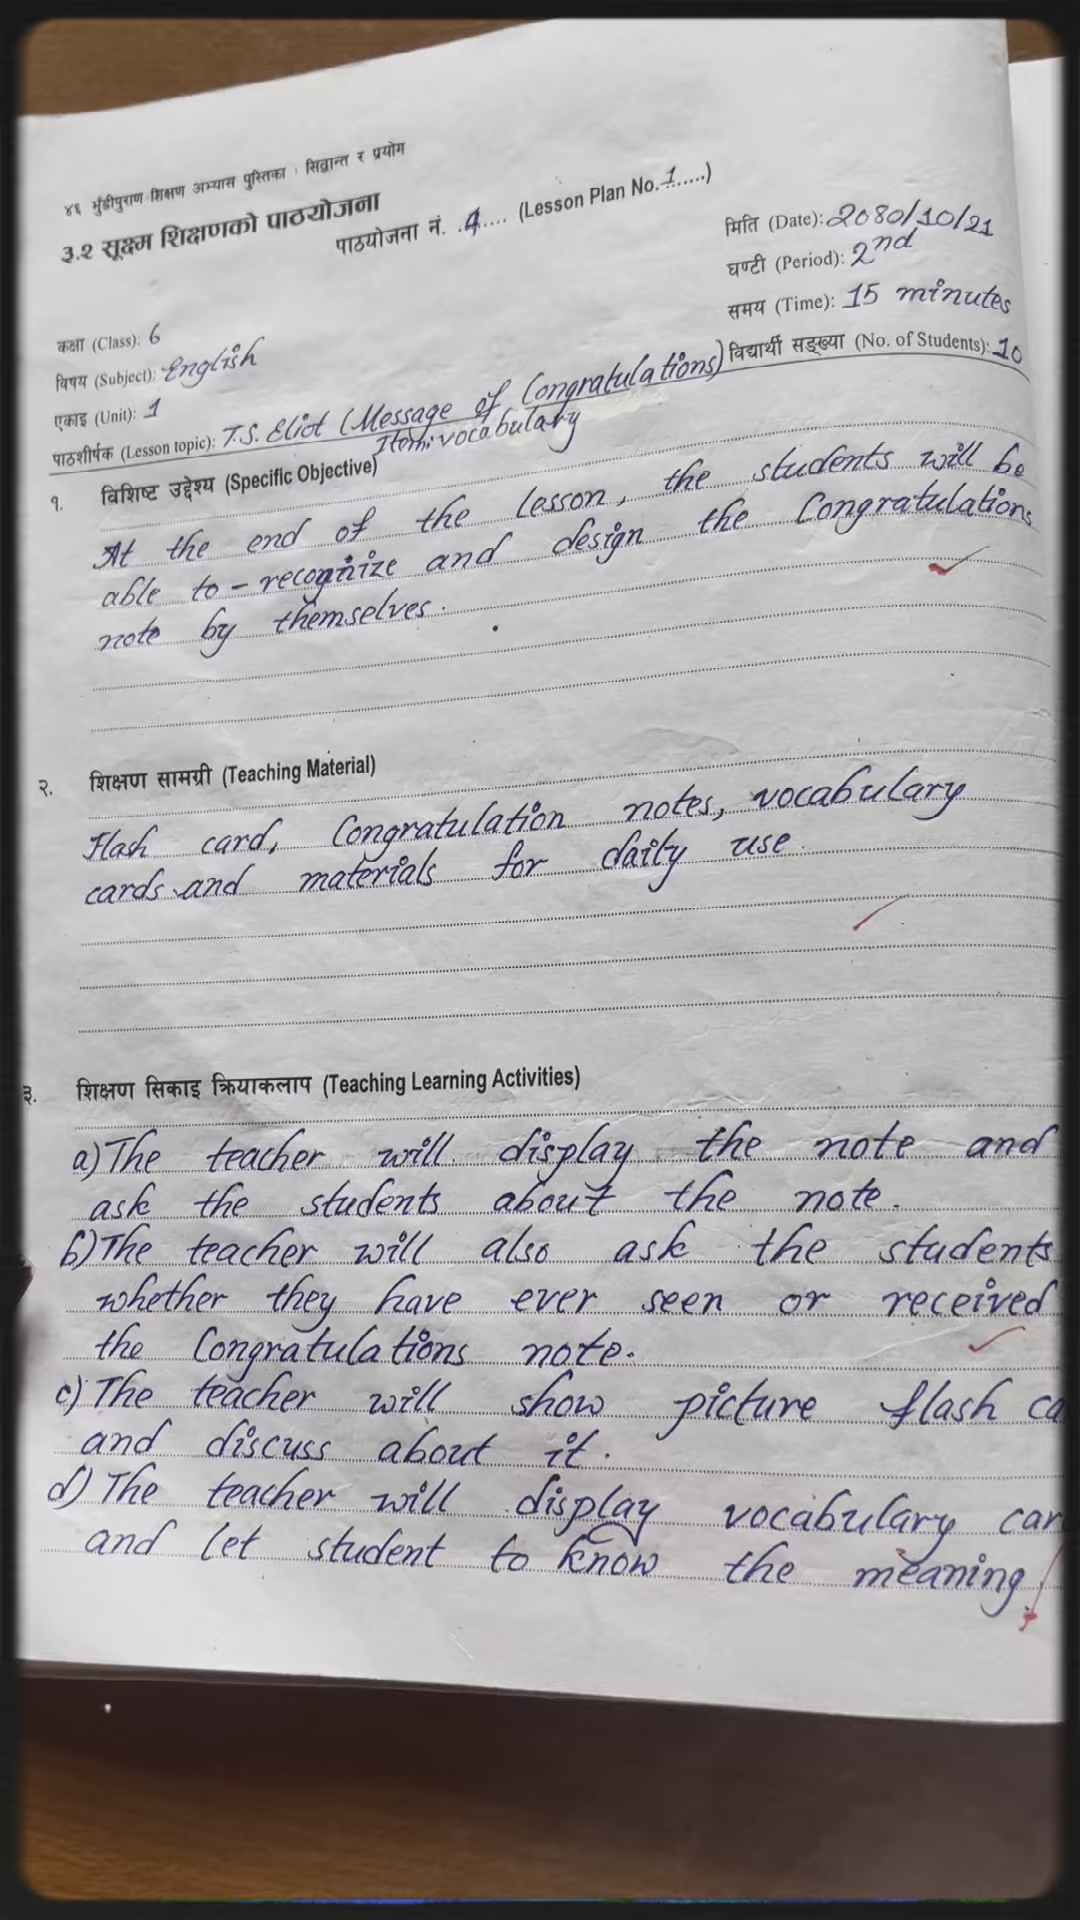 ४६ भुँडीपुराण शिक्षण अभ्यास पुस्तिका : सिद्धान्त र प्रयोग
३.२ सूक्ष्म शिक्षणको पाठयोजना
पाठयोजना नं. .१.... (Lesson Plan No.1.....)
मिति (Date): 2080/10/21
घण्टी (Period): 2nd
समय (Time): 15 minutes
कक्षा (Class): 6
विषय (Subject): English
विद्यार्थी सङ्ख्या (No. of Students): 10
एकाइ (Unit): 1
पाठशीर्षक (Lesson topic): T.S. Eliot (Message of Congratulations)
Item: vocabulary
१. विशिष्ट उद्देश्य (Specific Objective)
At the end of the lesson, the students will be
able to - recognize and design the Congratulations
note by themselves.
२. शिक्षण सामग्री (Teaching Material)
Flash card, Congratulation notes, vocabulary
cards and materials for daily use.
३. शिक्षण सिकाइ क्रियाकलाप (Teaching Learning Activities)
a) The teacher will display the note and
ask the students about the note.
b) The teacher will also ask the students
whether they have ever seen or received
the Congratulations note.
c) The teacher will show picture flash ca
and discuss about it.
d) The teacher will display vocabulary car
and let student to know the meaning.